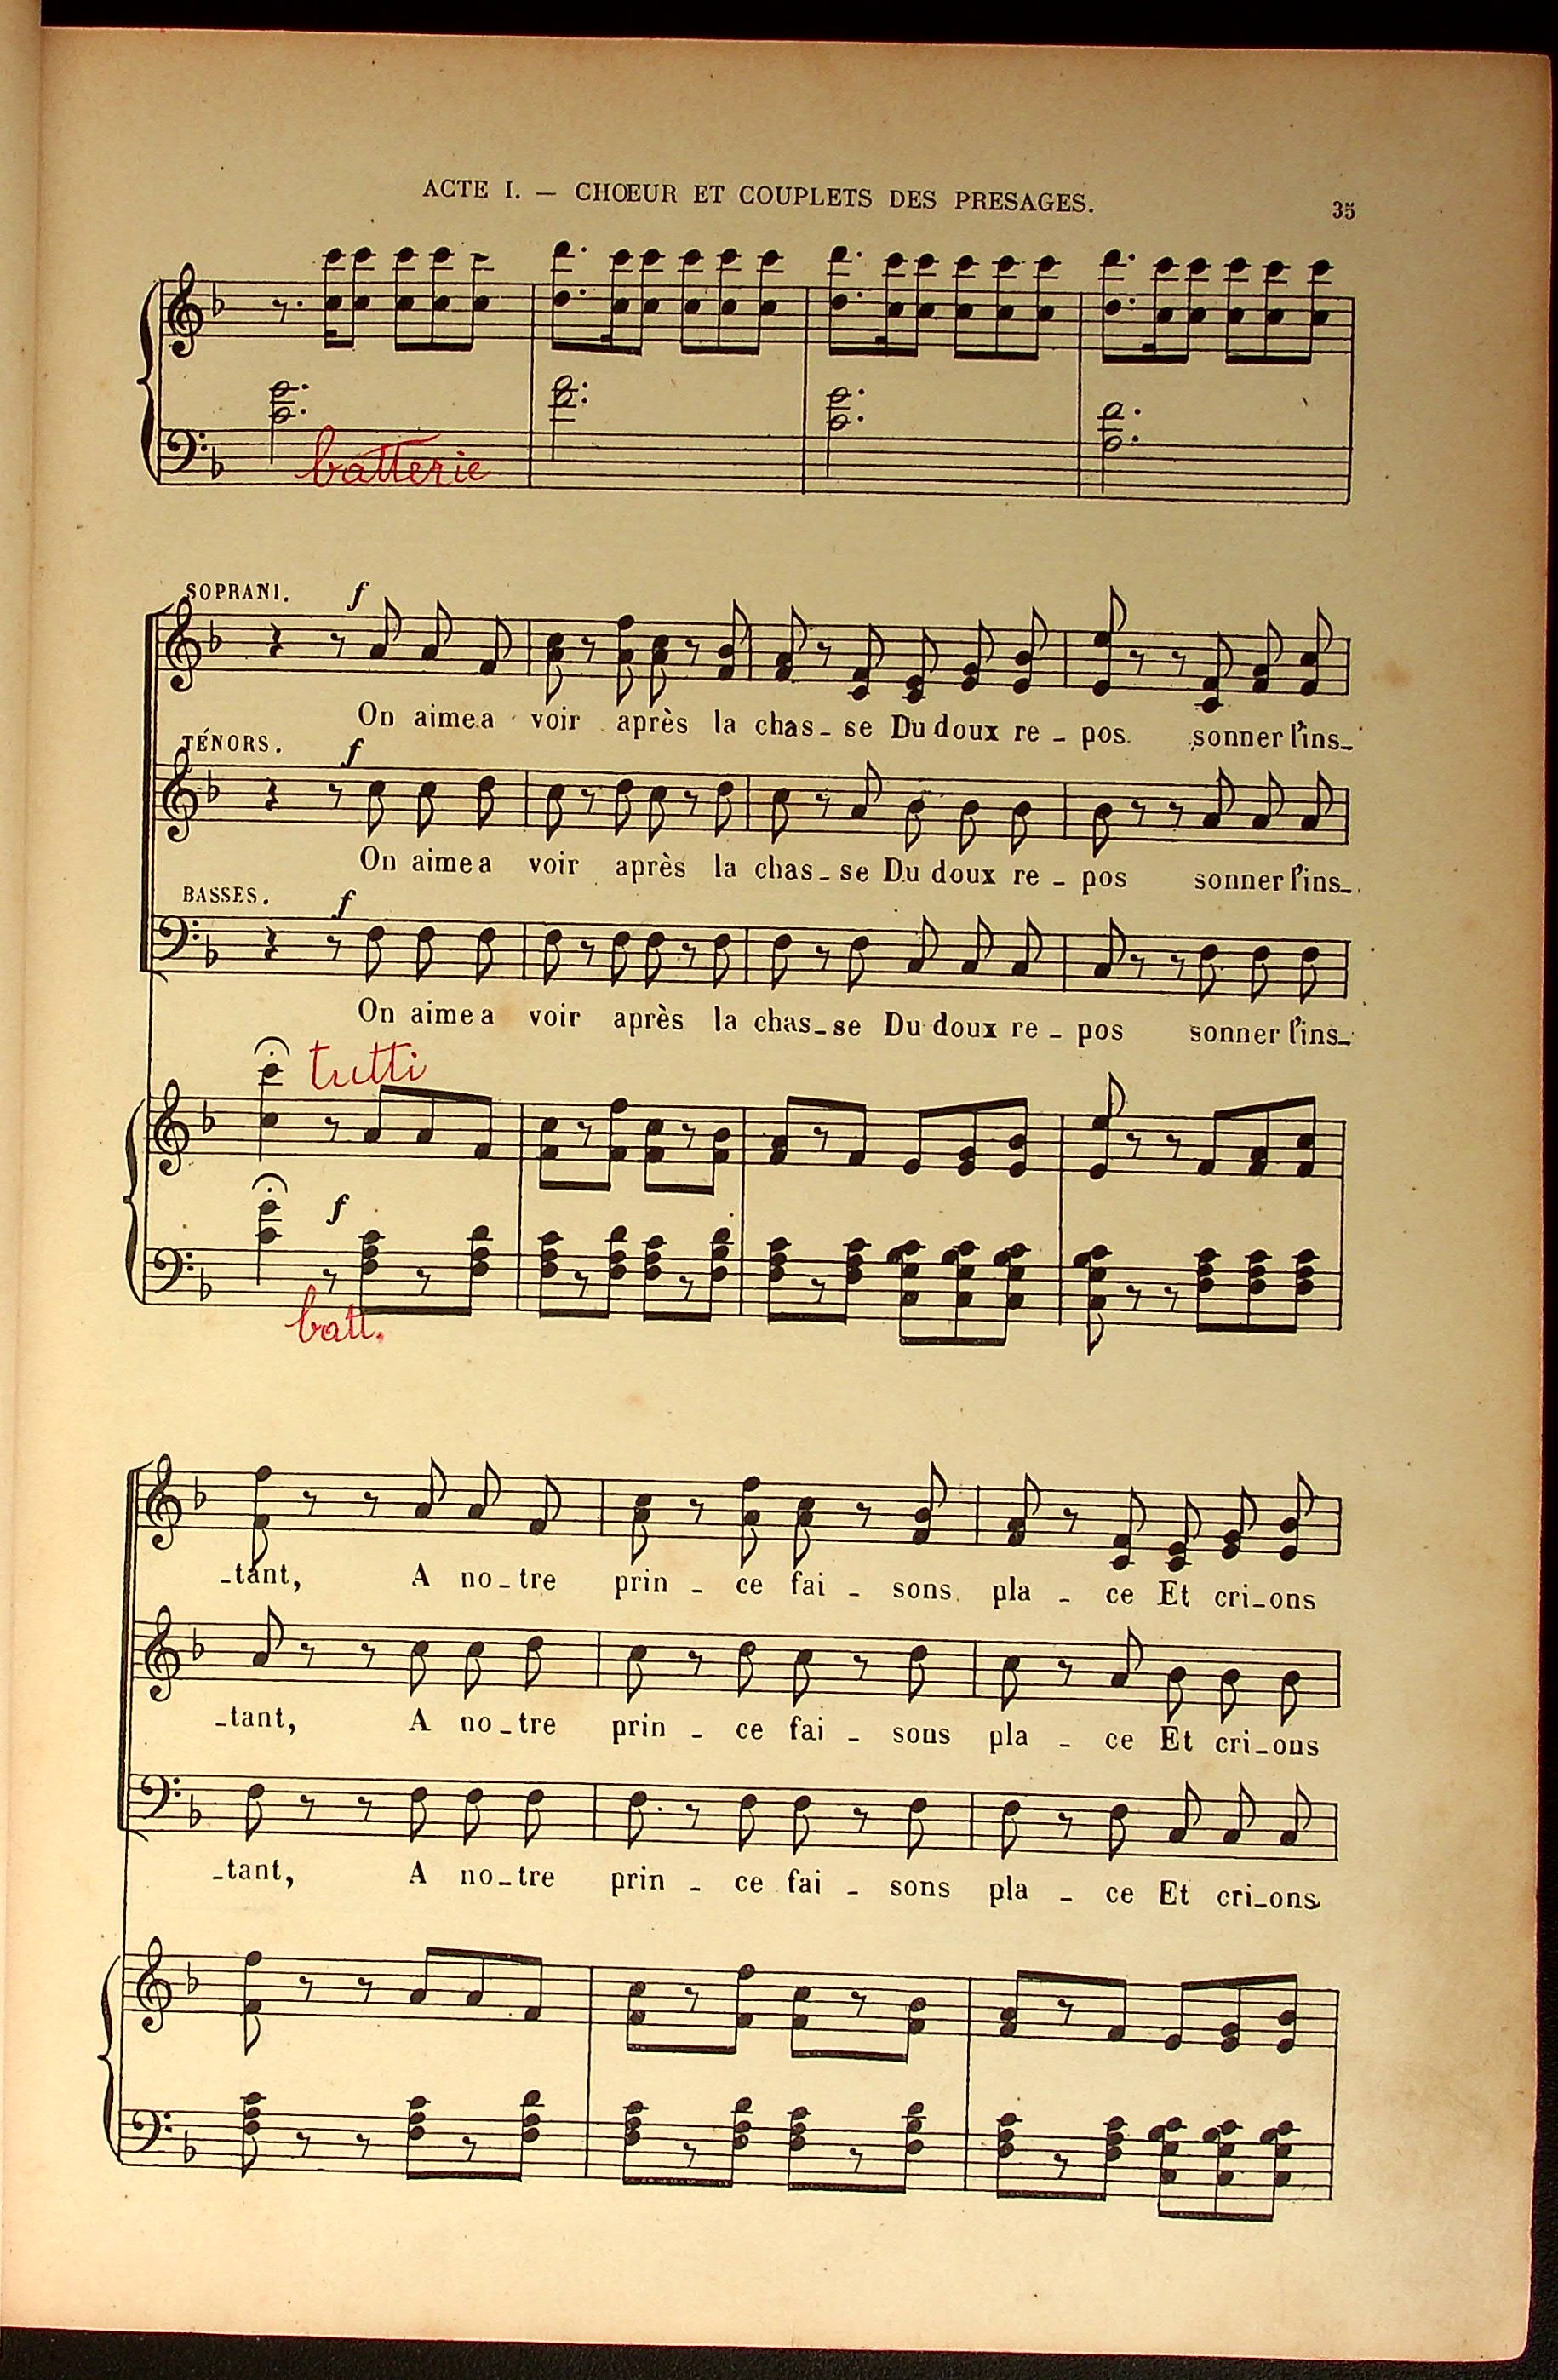 ACTE I. — CHŒUR ET COUPLETS DES PRESAGES. 35
batterie
SOPRANI. f
On aime a voir après la chas_se Du doux re_pos. sonner l'ins_
TÉNORS. f
On aime a voir après la chas_se Du doux re_pos sonner l'ins_
BASSES. f
On aime a voir après la chas_se Du doux re_pos sonner l'ins_
tutti
f
batt.
_tant, A no_tre prin_ce fai_sons pla_ce Et cri_ons
_tant, A no_tre prin_ce fai_sons pla_ce Et cri_ons
_tant, A no_tre prin_ce fai_sons pla_ce Et cri_ons